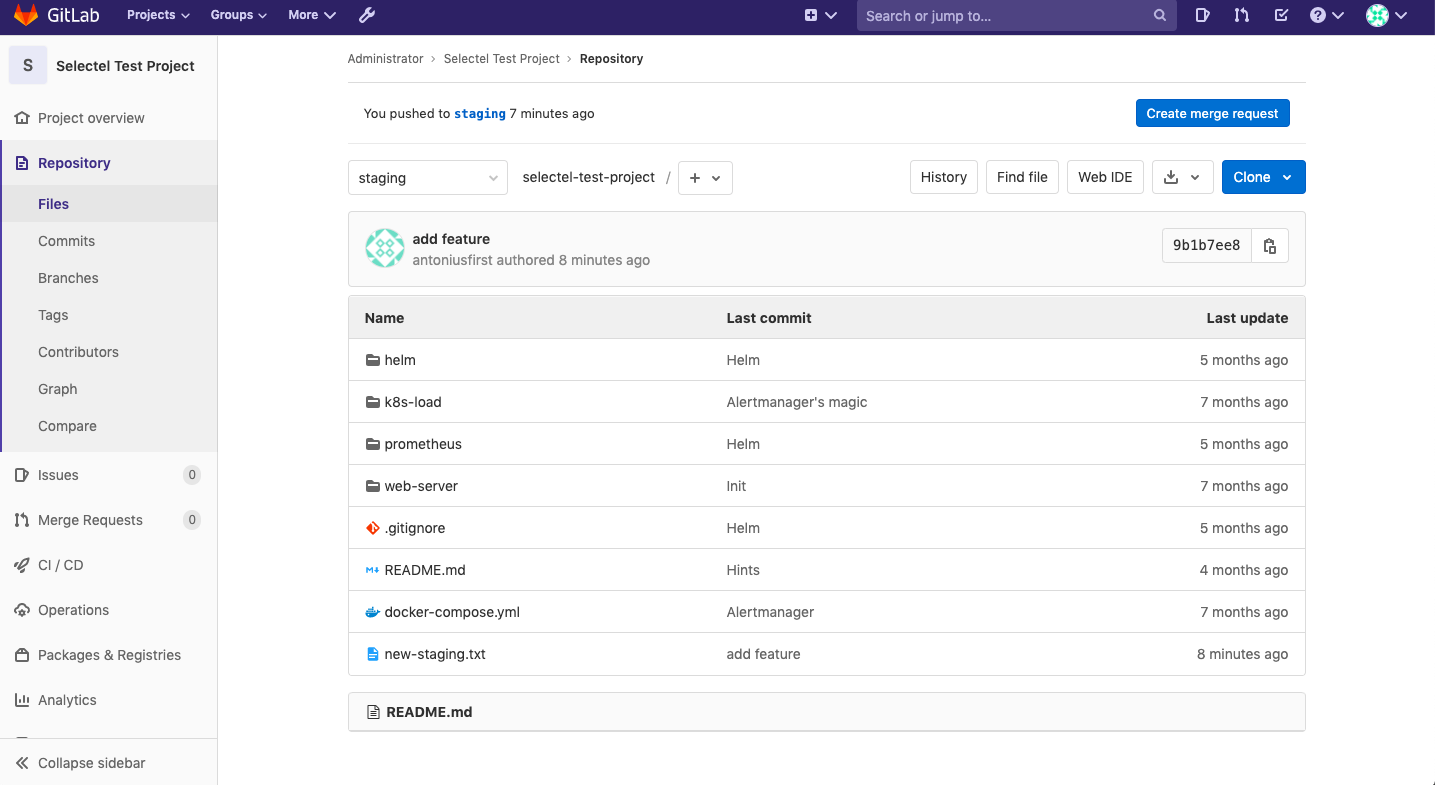 GitLab Projects Groups More Search or jump to...
S Selectel Test Project
Project overview
Repository
Files
Commits
Branches
Tags
Contributors
Graph
Compare
Issues 0
Merge Requests 0
CI / CD
Operations
Packages & Registries
Analytics
Collapse sidebar
Administrator > Selectel Test Project > Repository
You pushed to staging 7 minutes ago Create merge request
staging selectel-test-project / + History Find file Web IDE Clone
add feature
antoniusfirst authored 8 minutes ago
9b1b7ee8
Name Last commit Last update
helm Helm 5 months ago
k8s-load Alertmanager's magic 7 months ago
prometheus Helm 5 months ago
web-server Init 7 months ago
.gitignore Helm 5 months ago
README.md Hints 4 months ago
docker-compose.yml Alertmanager 7 months ago
new-staging.txt add feature 8 minutes ago
README.md